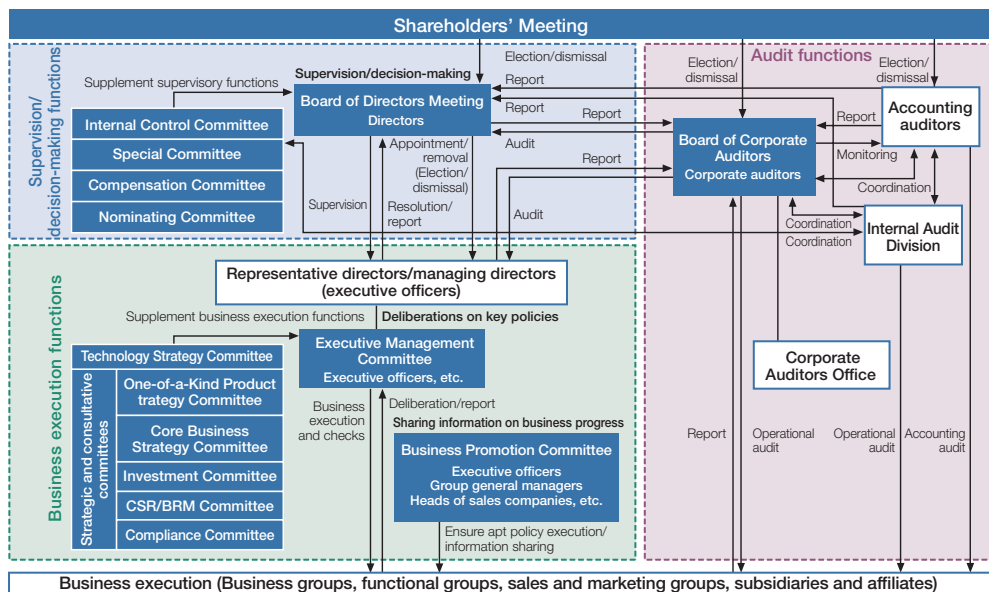 Shareholders' Meeting
Supervision/
decision-making functions
Supplement supervisory functions
Internal Control Committee
Special Committee
Compensation Committee
Nominating Committee
Election/dismissal
Supervision/decision-making
Board of Directors Meeting
Directors
Report
Report
Report
Audit
Appointment/
removal
(Election/
dismissal)
Supervision
Resolution/
report
Report
Audit
Audit functions
Election/
dismissal
Election/
dismissal
Accounting
auditors
Report
Monitoring
Board of Corporate
Auditors
Corporate auditors
Coordination
Coordination
Coordination
Internal Audit
Division
Corporate
Auditors Office
Report
Operational
audit
Operational
audit
Accounting
audit
Business execution functions
Representative directors/managing directors
(executive officers)
Supplement business execution functions
Deliberations on key policies
Executive Management
Committee
Executive officers, etc.
Technology Strategy Committee
Strategic and consultative
committees
One-of-a-Kind Product
trategy Committee
Core Business
Strategy Committee
Investment Committee
CSR/BRM Committee
Compliance Committee
Business
execution
and checks
Deliberation/report
Sharing information on business progress
Business Promotion Committee
Executive officers
Group general managers
Heads of sales companies, etc.
Ensure apt policy execution/
information sharing
Business execution (Business groups, functional groups, sales and marketing groups, subsidiaries and affiliates)